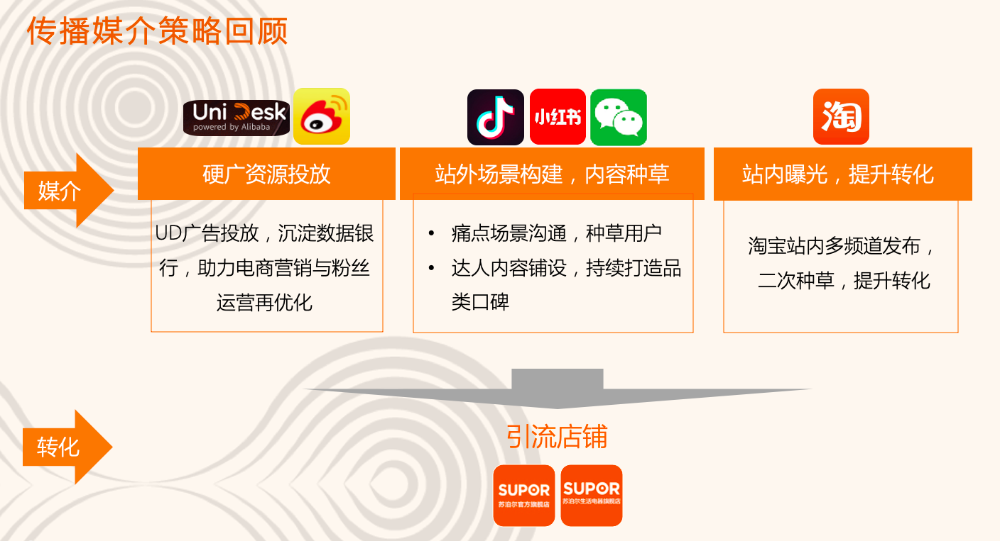 传播媒介策略回顾
Uni Desk
powered by Alibaba
小红书
淘
媒介
硬广资源投放
站外场景构建，内容种草
站内曝光，提升转化
UD广告投放，沉淀数据银
行，助力电商营销与粉丝
运营再优化
• 痛点场景沟通，种草用户
• 达人内容铺设，持续打造品
类口碑
淘宝站内多频道发布，
二次种草，提升转化
转化
引流店铺
SUPOR
苏泊尔官方旗舰店
SUPOR
苏泊尔生活电器旗舰店